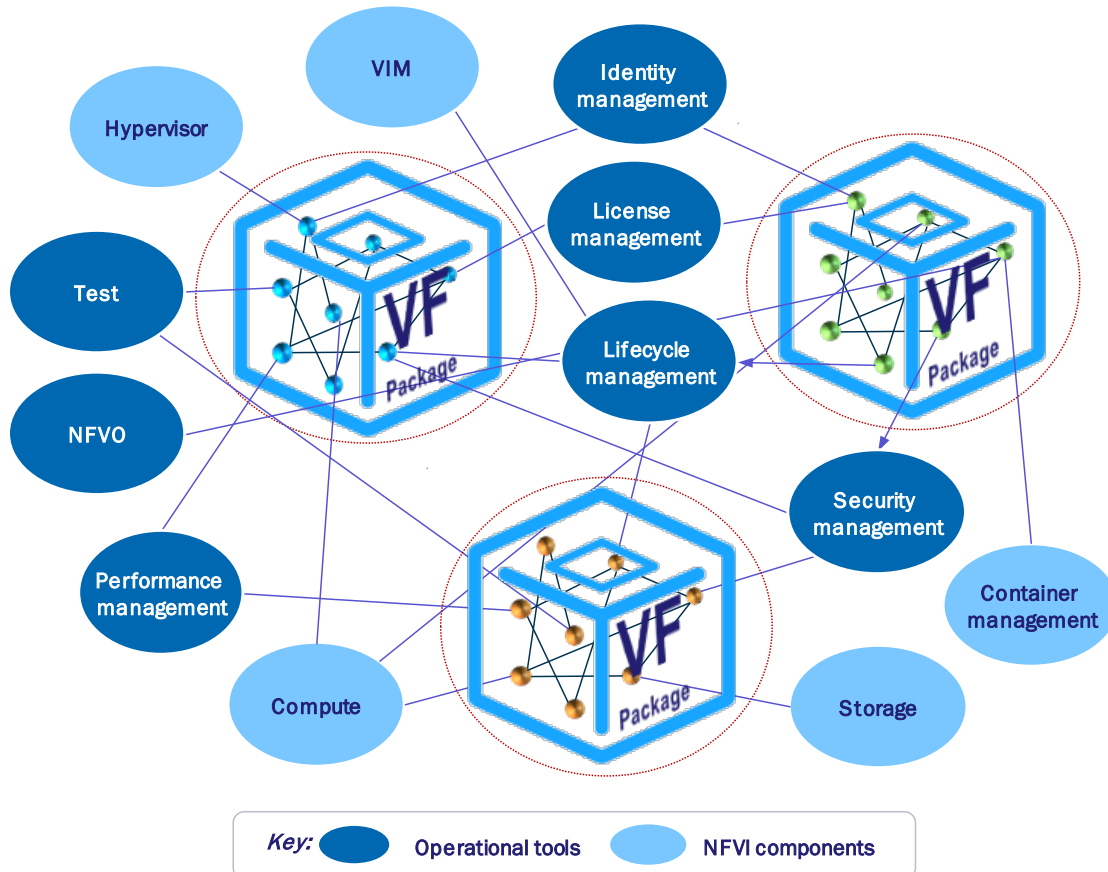 VIM
Identity
management
Hypervisor
License
management
Test
VF
Package
Lifecycle
management
VF
Package
NFVO
Security
management
Performance
management
VF
Package
Container
management
Compute
Storage
Key:
Operational tools
NFVI components